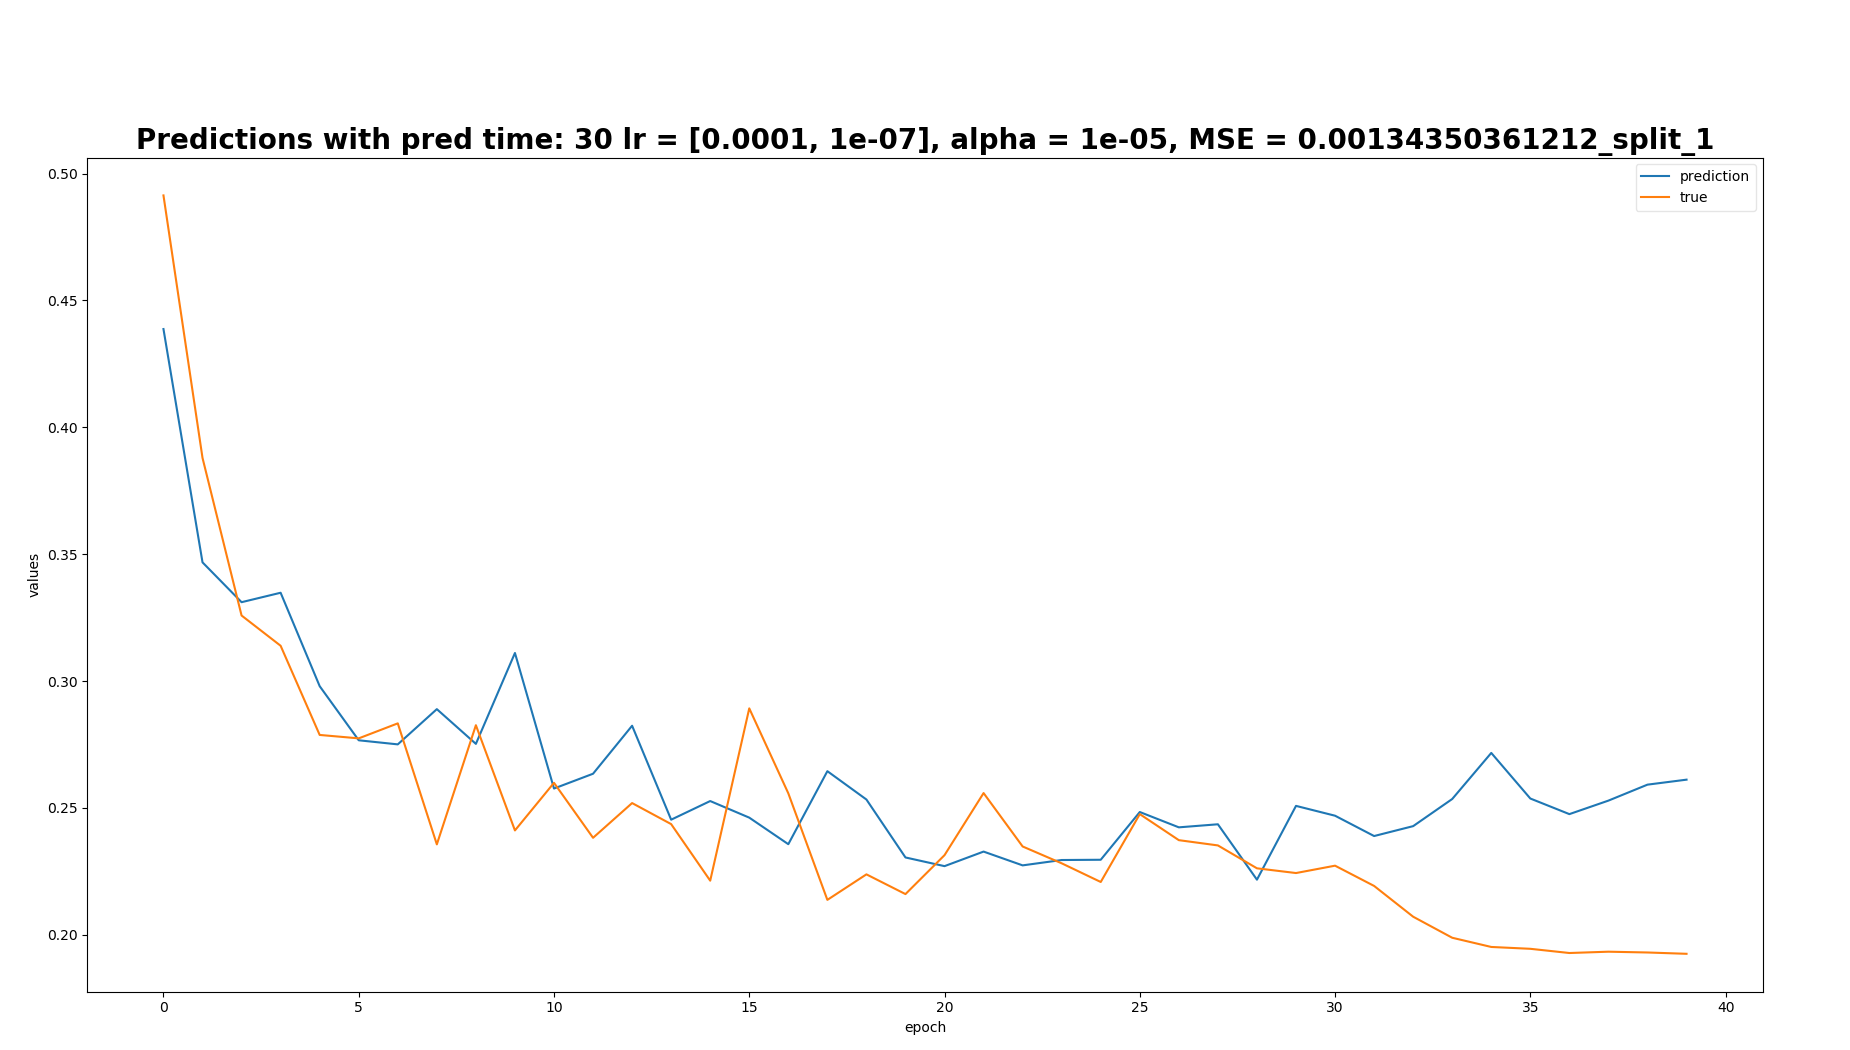 Predictions with pred time: 30 lr = [0.0001, 1e-07], alpha = 1e-05, MSE = 0.00134350361212_split_1
prediction
true
values
0.50
0.45
0.40
0.35
0.30
0.25
0.20
0 5 10 15 20 25 30 35 40
epoch